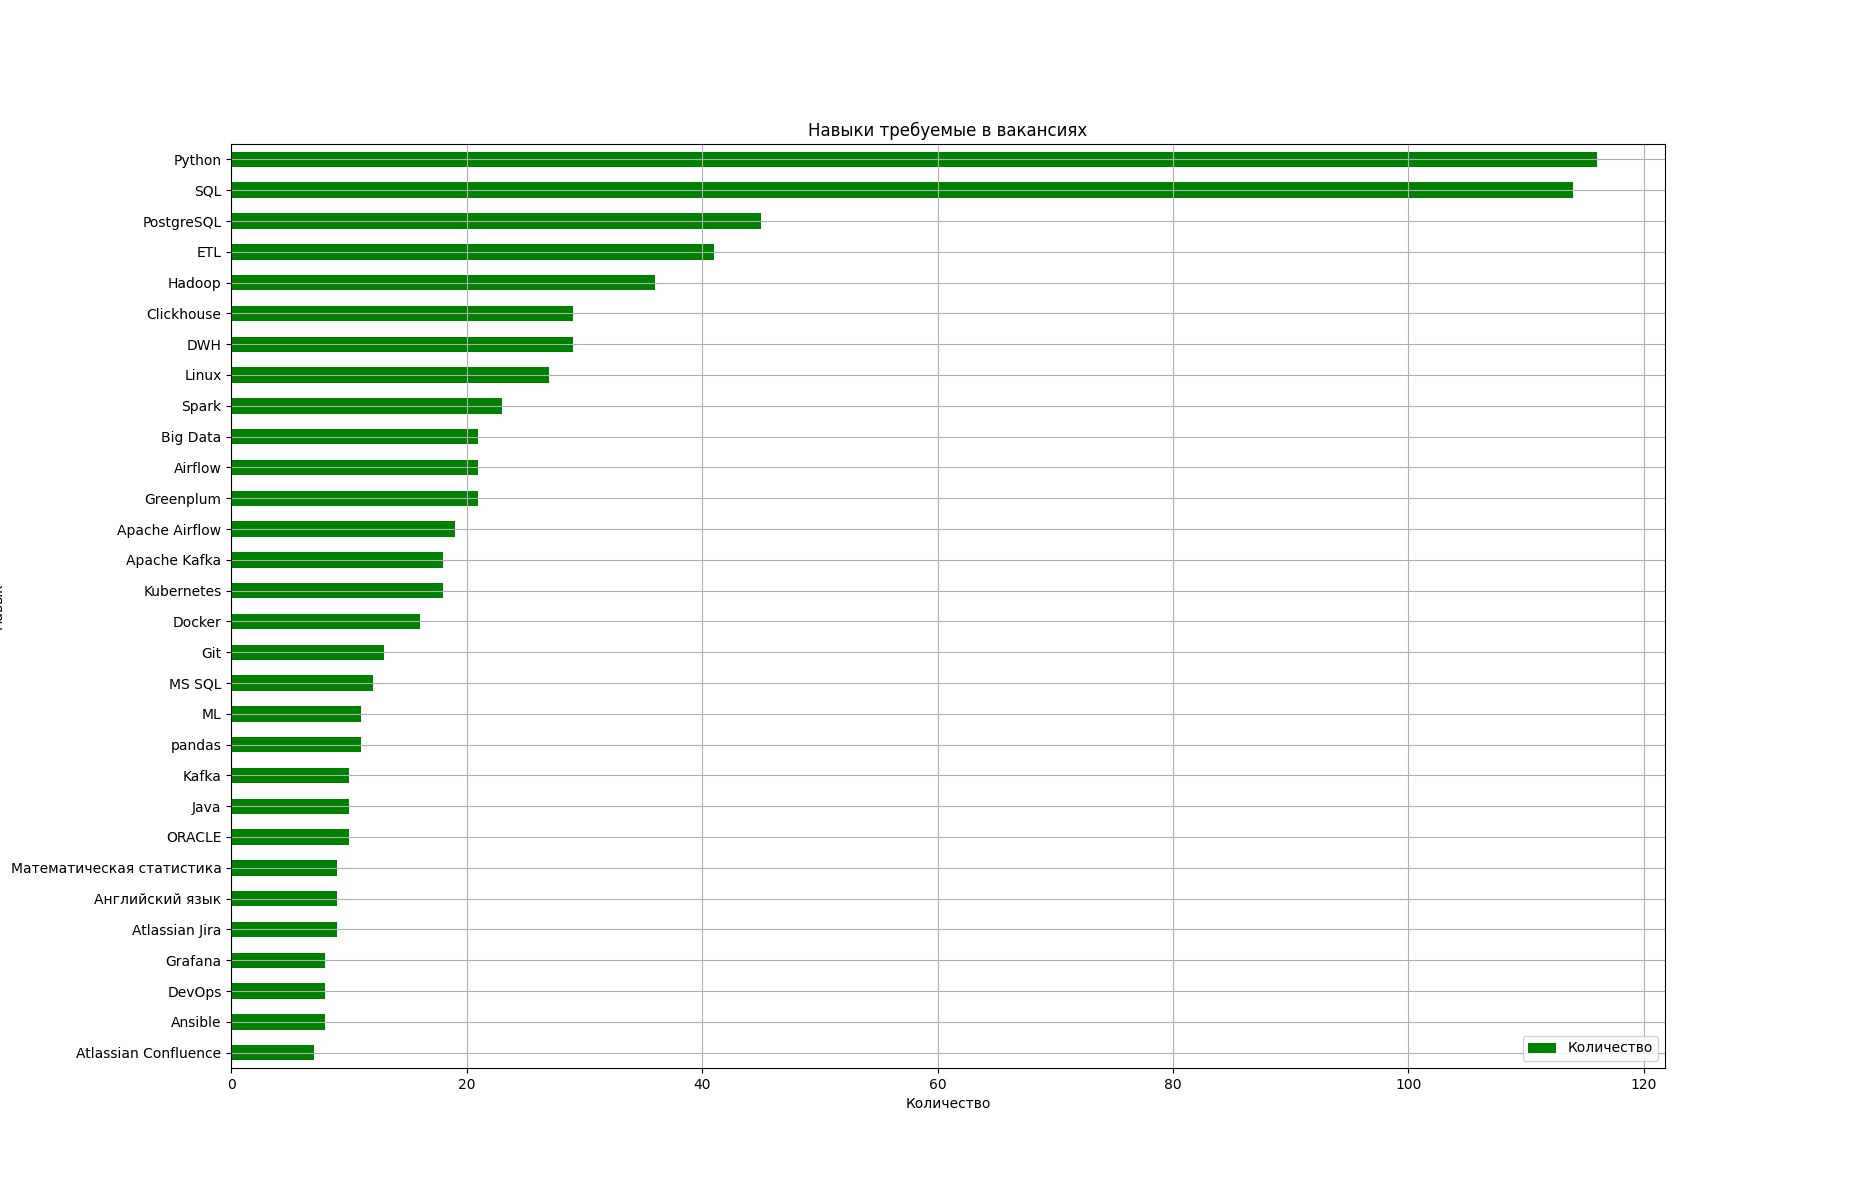 Навыки требуемые в вакансиях
Python
SQL
PostgreSQL
ETL
Hadoop
Clickhouse
DWH
Linux
Spark
Big Data
Airflow
Greenplum
Apache Airflow
Apache Kafka
Kubernetes
Docker
Git
MS SQL
ML
pandas
Kafka
Java
ORACLE
Математическая статистика
Английский язык
Atlassian Jira
Grafana
DevOps
Ansible
Atlassian Confluence
Количество
0 20 40 60 80 100 120
Количество